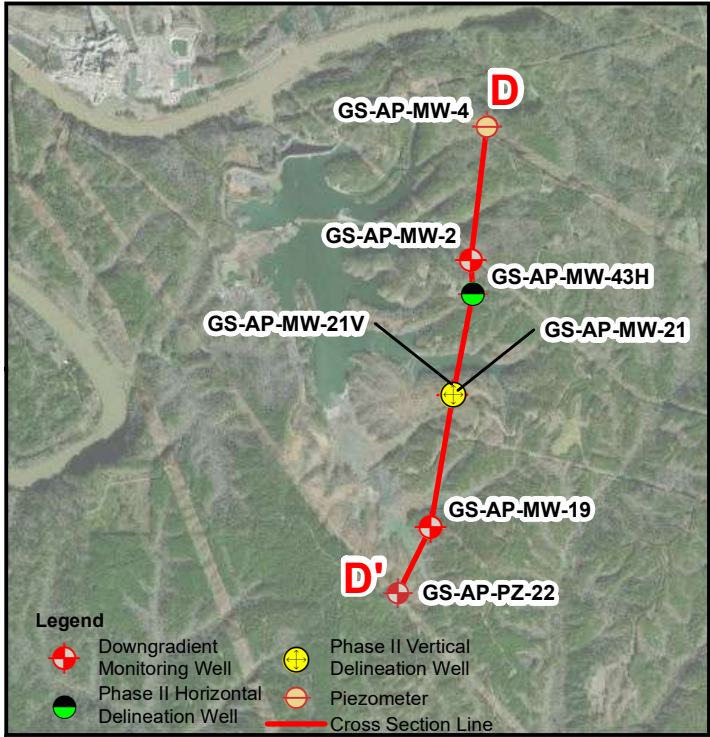 D
GS-AP-MW-4
GS-AP-MW-2
GS-AP-MW-43H
GS-AP-MW-21V
GS-AP-MW-21
GS-AP-MW-19
D'
GS-AP-PZ-22
Legend
Downgradient
Monitoring Well
Phase II Horizontal
Delineation Well
Phase II Vertical
Delineation Well
Piezometer
Cross Section Line